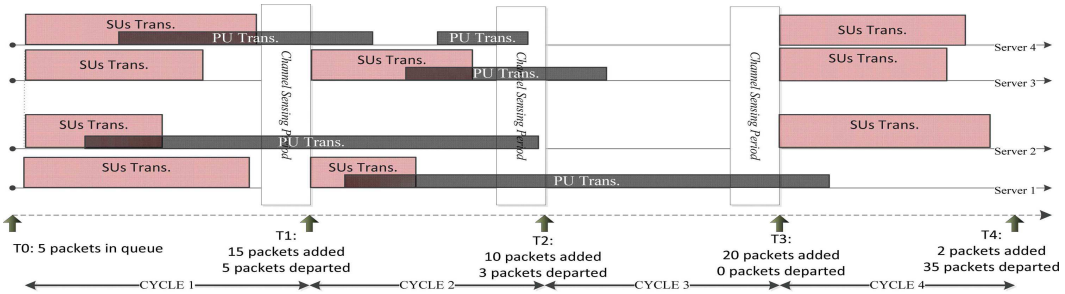 SUs Trans.
PU Trans.
PU Trans.
SUs Trans.
Server 4
SUs Trans.
SUs Trans.
PU Trans.
SUs Trans.
Server 3
Channel Sensing Period
Channel Sensing Period
Channel Sensing Period
SUs Trans.
PU Trans.
SUs Trans.
Server 2
SUs Trans.
SUs Trans.
PU Trans.
Server 1
T0: 5 packets in queue
T1:
15 packets added
5 packets departed
T2:
10 packets added
3 packets departed
T3:
20 packets added
0 packets departed
T4:
2 packets added
35 packets departed
CYCLE 1
CYCLE 2
CYCLE 3
CYCLE 4